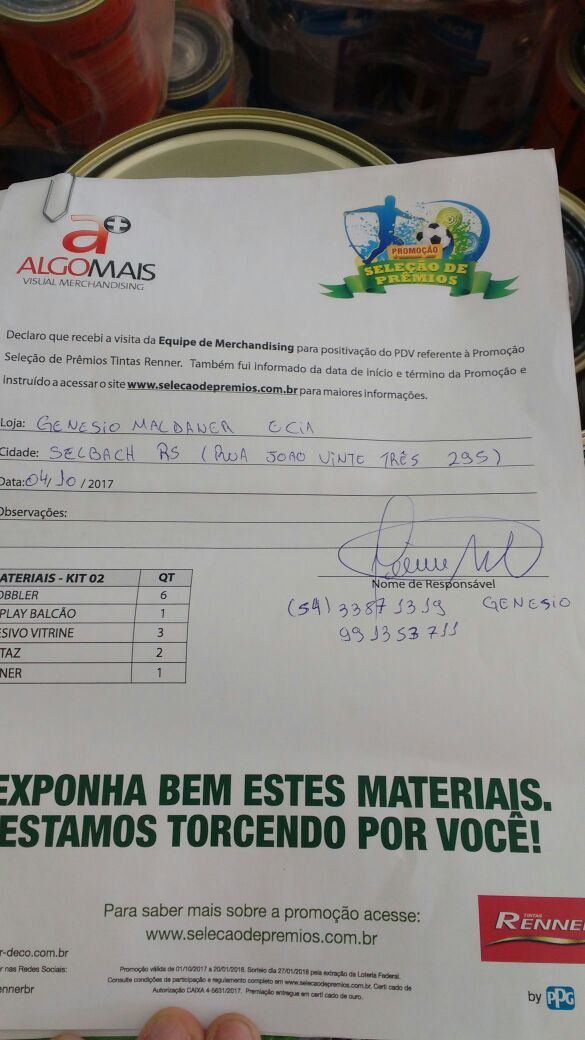 a+
ALGOMAIS
VISUAL MERCHANDISING
PROMOÇÃO
SELEÇÃO DE
PRÊMIOS
Declaro que recebi a visita da Equipe de Merchandising para positivação do PDV referente à Promoção
Seleção de Prêmios Tintas Renner. Também fui informado da data de início e término da Promoção e
instruído a acessar o site www.selecaodepremios.com.br para maiores informações.
Loja: GENESIO MALDANER ECIA
Cidade: SELBACH RS (RUA JOAO VINTE TRÊS 295)
Data: 04/10/2017
Observações:
Nome de Responsável
(54) 33871319 GENESIO
991353711
ATERIAIS - KIT 02 QT
OBBLER 6
PLAY BALCÃO 1
ESIVO VITRINE 3
TAZ 2
NER 1
EXPONHA BEM ESTES MATERIAIS.
ESTAMOS TORCENDO POR VOCÊ!
Para saber mais sobre a promoção acesse:
www.selecaodepremios.com.br
TINTAS
RENNE
r-deco.com.br
r nas Redes Sociais:
ennerbr
Promoção válida de 01/10/2017 a 20/01/2018. Sorteio dia 27/01/2018 pela extração da Loteria Federal.
Consulte condições de participação e regulamento completo em www.selecaodepremios.com.br. Certificado de
Autorização CAIXA 4-5631/2017. Premiação entregue em certificado de ouro.
by PPG